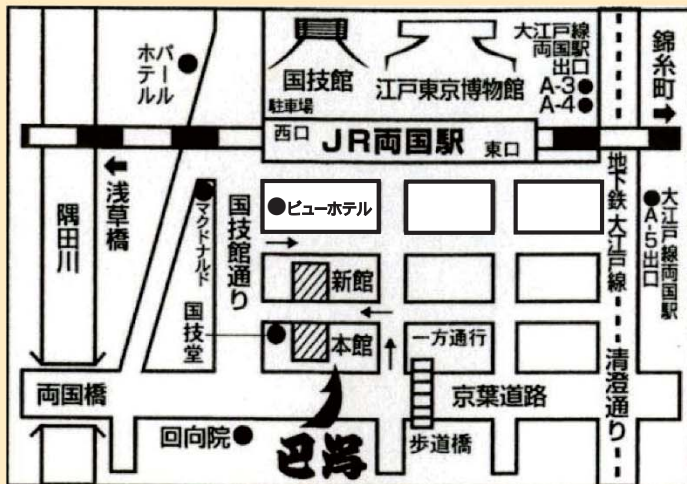 パール
ホテル
国技館
駐車場
江戸東京博物館
大江戸線
両国駅
出口
A-3
A-4
錦糸町
西口
JR両国駅
東口
浅草橋
隅田川
マクドナルド
国技館通り
ビューホテル
地下鉄大江戸線
大江戸線両国駅
A-5出口
新館
国技堂
本館
一方通行
清澄通り
両国橋
京葉道路
回向院
巴潟
歩道橋